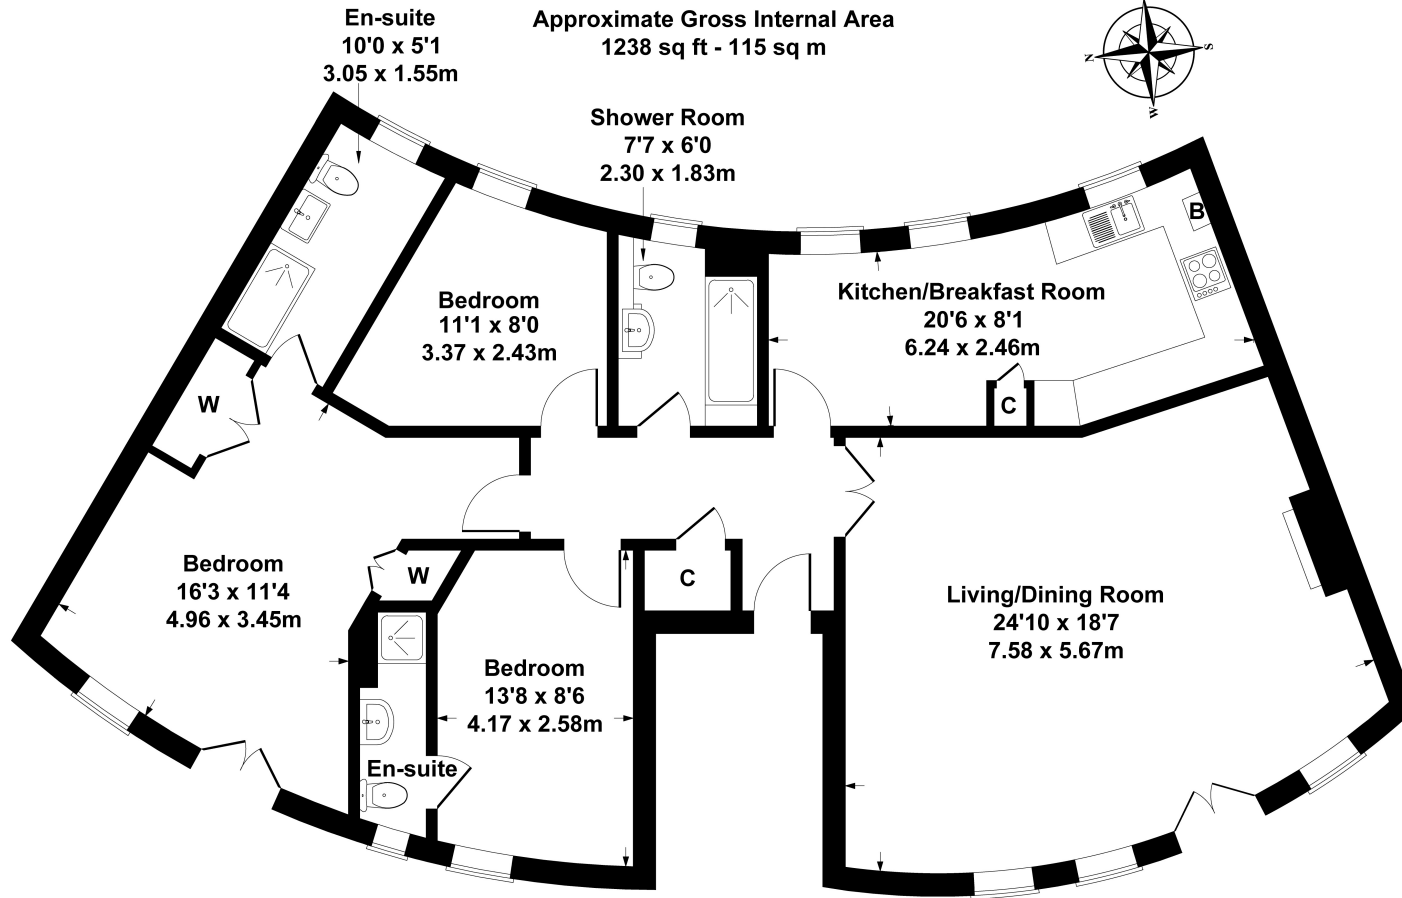 En-suite
10'0 x 5'1
3.05 x 1.55m
Approximate Gross Internal Area
1238 sq ft - 115 sq m
N
S
W
Shower Room
7'7 x 6'0
2.30 x 1.83m
B
Bedroom
11'1 x 8'0
3.37 x 2.43m
Kitchen/Breakfast Room
20'6 x 8'1
6.24 x 2.46m
W
C
Bedroom
16'3 x 11'4
4.96 x 3.45m
W
C
Living/Dining Room
24'10 x 18'7
7.58 x 5.67m
Bedroom
13'8 x 8'6
4.17 x 2.58m
En-suite